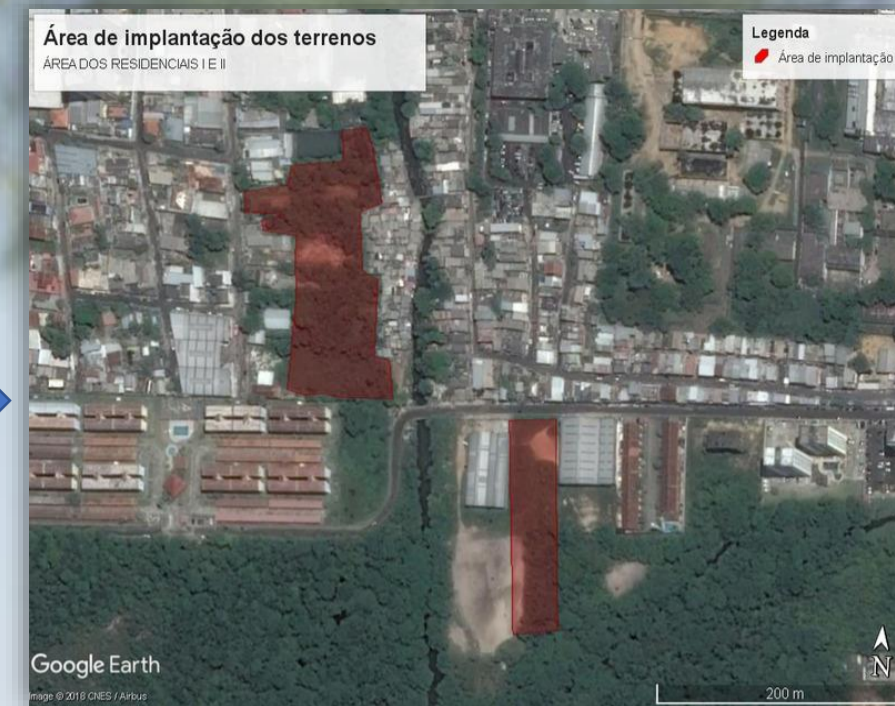 Área de implantação dos terrenos
ÁREA DOS RESIDENCIAIS I E II
Legenda
Área de implantação
Google Earth
Image © 2018 CNES / Airbus
N
200 m